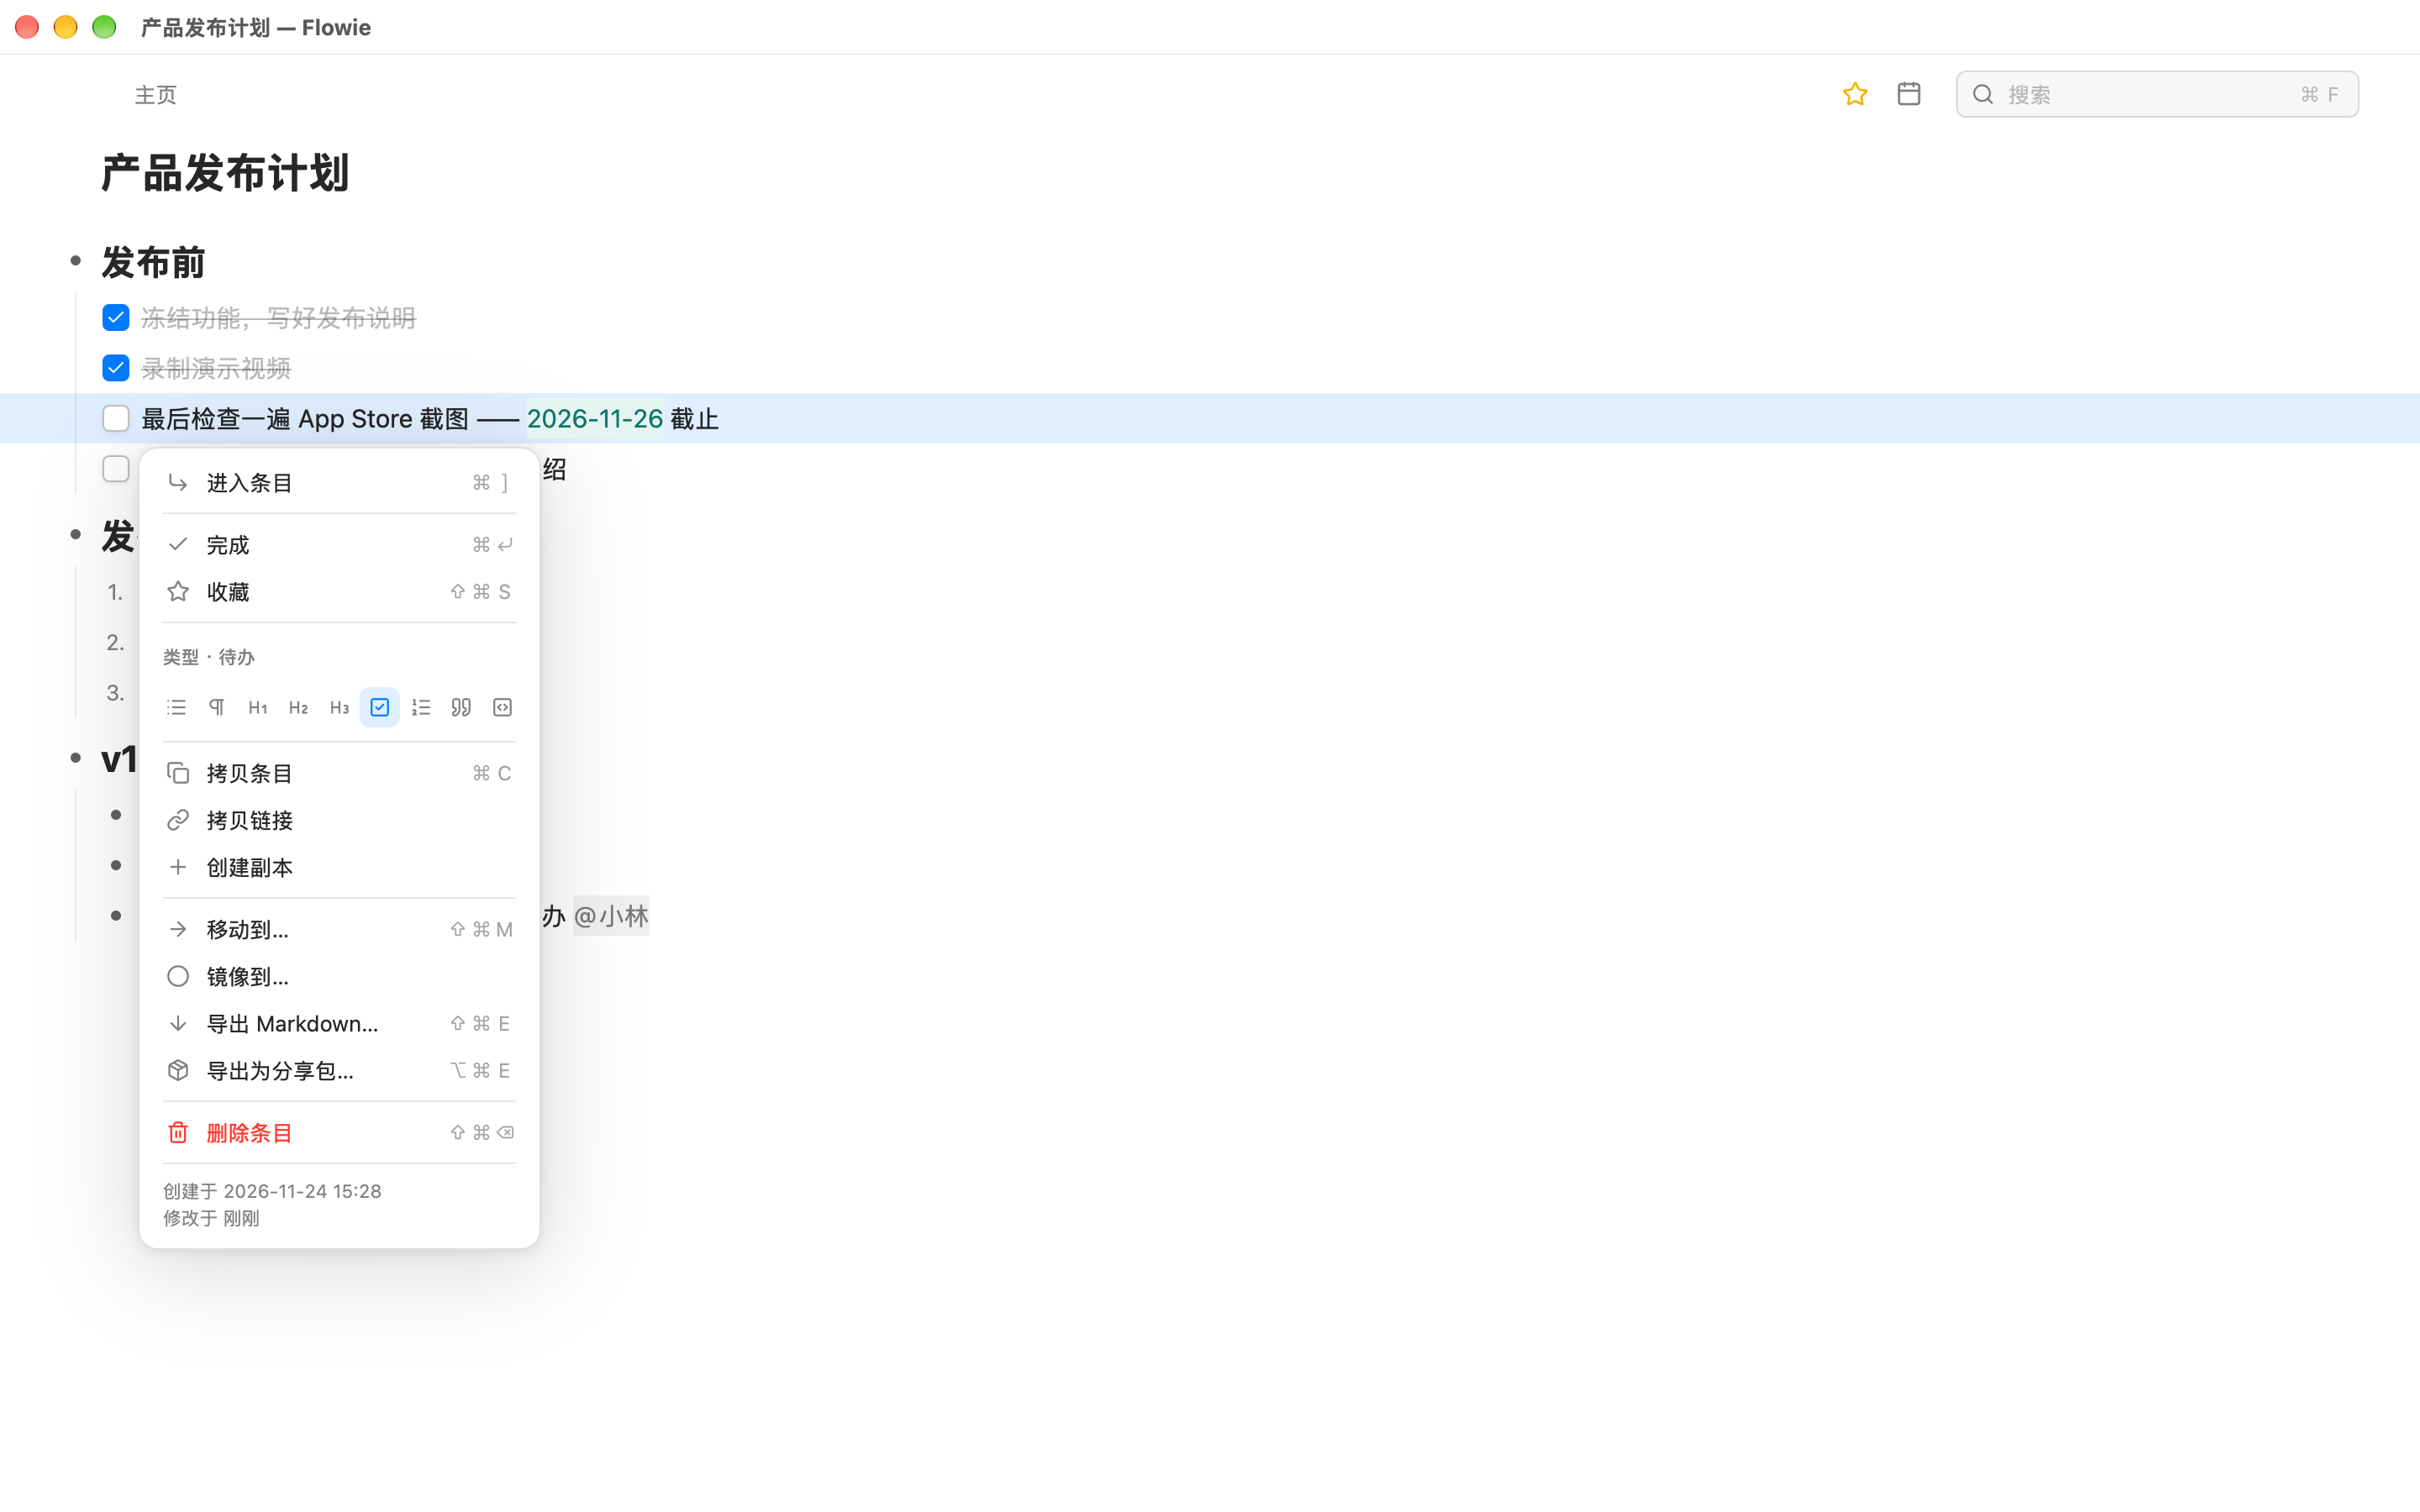 产品发布计划 — Flowie
主页
搜索 ⌘ F
产品发布计划
发布前
冻结功能，写好发布说明
录制演示视频
最后检查一遍 App Store 截图 —— 2026-11-26 截止
绍
进入条目 ⌘ ]
发
完成 ⌘ ↩
1.
收藏 ⇧ ⌘ S
2.
类型 · 待办
3.
H1 H2 H3
v1
拷贝条目 ⌘ C
拷贝链接
创建副本
办 @小林
移动到... ⇧ ⌘ M
镜像到...
导出 Markdown... ⇧ ⌘ E
导出为分享包... ⌥ ⌘ E
删除条目 ⇧ ⌘ ⌫
创建于 2026-11-24 15:28
修改于 刚刚